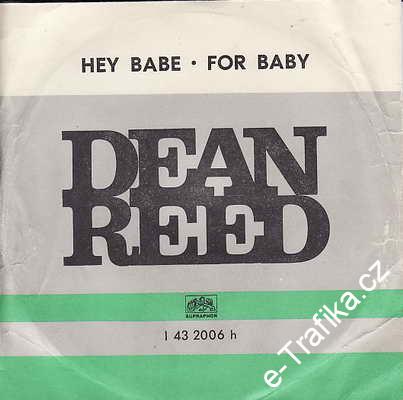 HEY BABE • FOR BABY
DEAN
REED
SUPRAPHON
1 43 2006 h
e-Trafika.cz